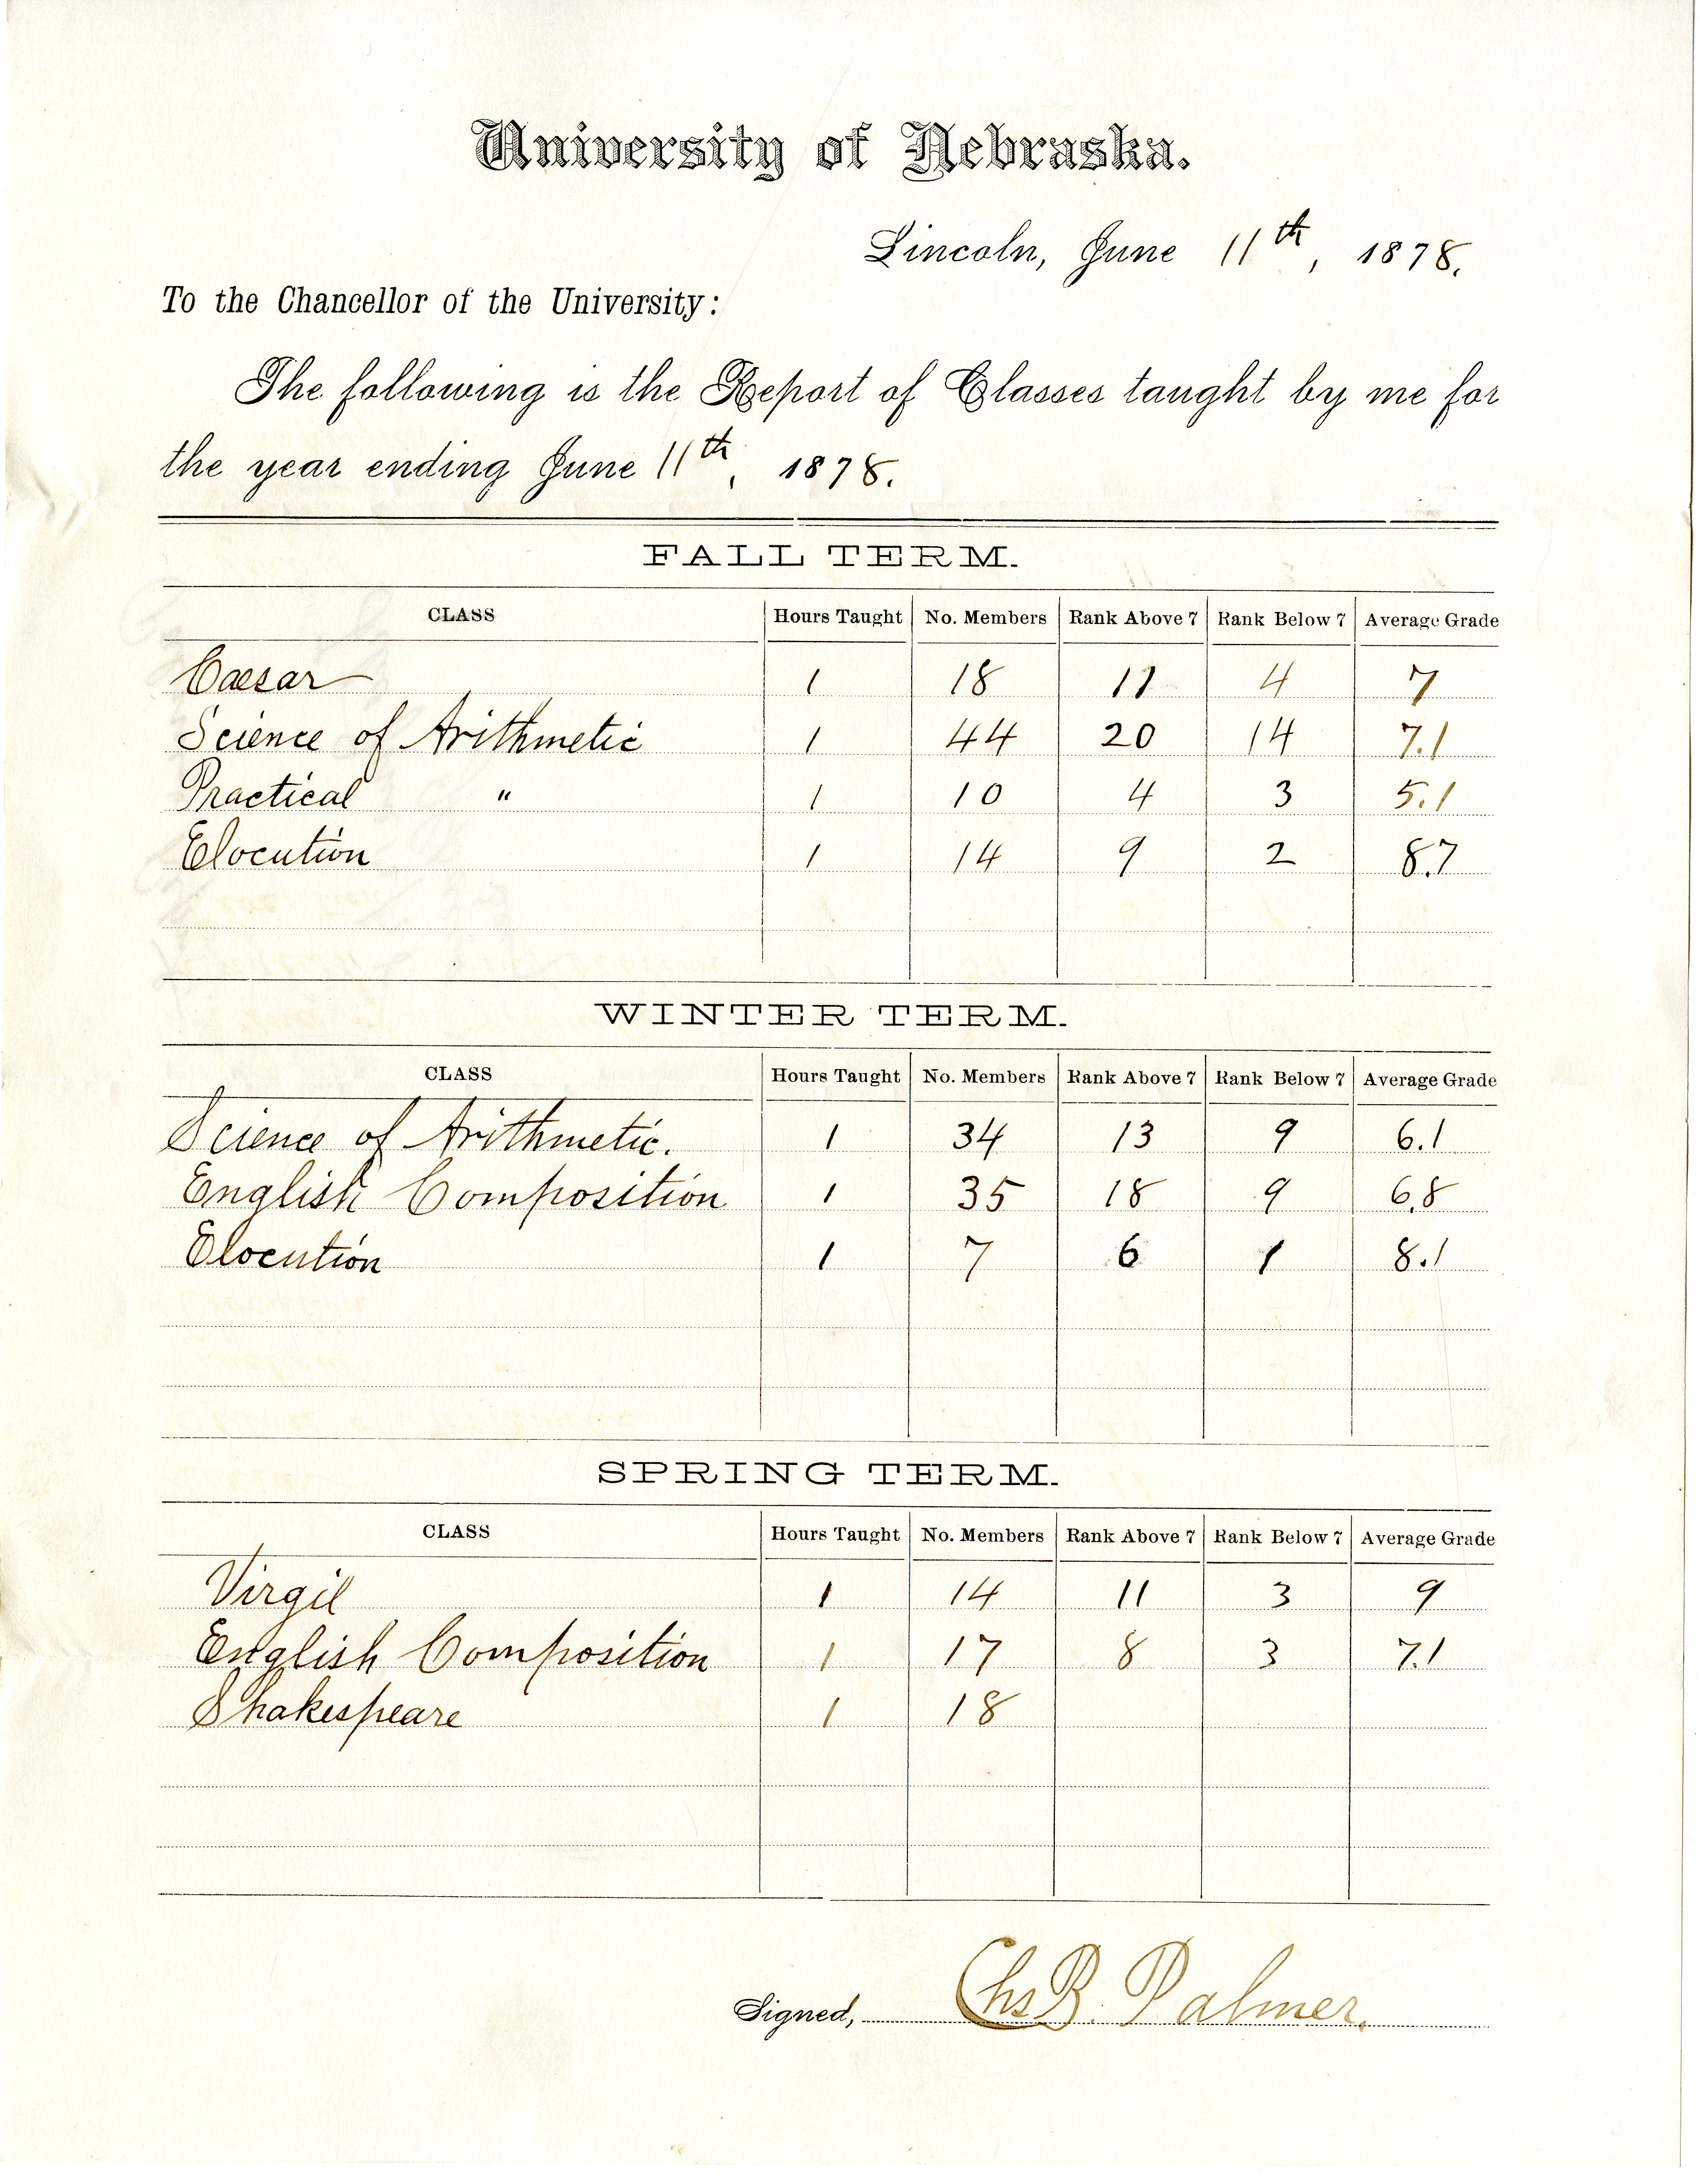 University of Nebraska.
Lincoln, June 11th, 1878.
To the Chancellor of the University:
The following is the Report of Classes taught by me for
the year ending June 11th, 1878.
FALL TERM.
CLASS Hours Taught No. Members Rank Above 7 Rank Below 7 Average Grade
Caesar 1 18 11 4 7
Science of Arithmetic 1 44 20 14 7.1
Practical " 1 10 4 3 5.1
Elocution 1 14 9 2 8.7
WINTER TERM.
CLASS Hours Taught No. Members Rank Above 7 Rank Below 7 Average Grade
Science of Arithmetic. 1 34 13 9 6.1
English Composition 1 35 18 9 6.8
Elocution 1 7 6 1 8.1
SPRING TERM.
CLASS Hours Taught No. Members Rank Above 7 Rank Below 7 Average Grade
Virgil 1 14 11 3 9
English Composition 1 17 8 3 7.1
Shakespeare 1 18
Signed, Chs B. Palmer.